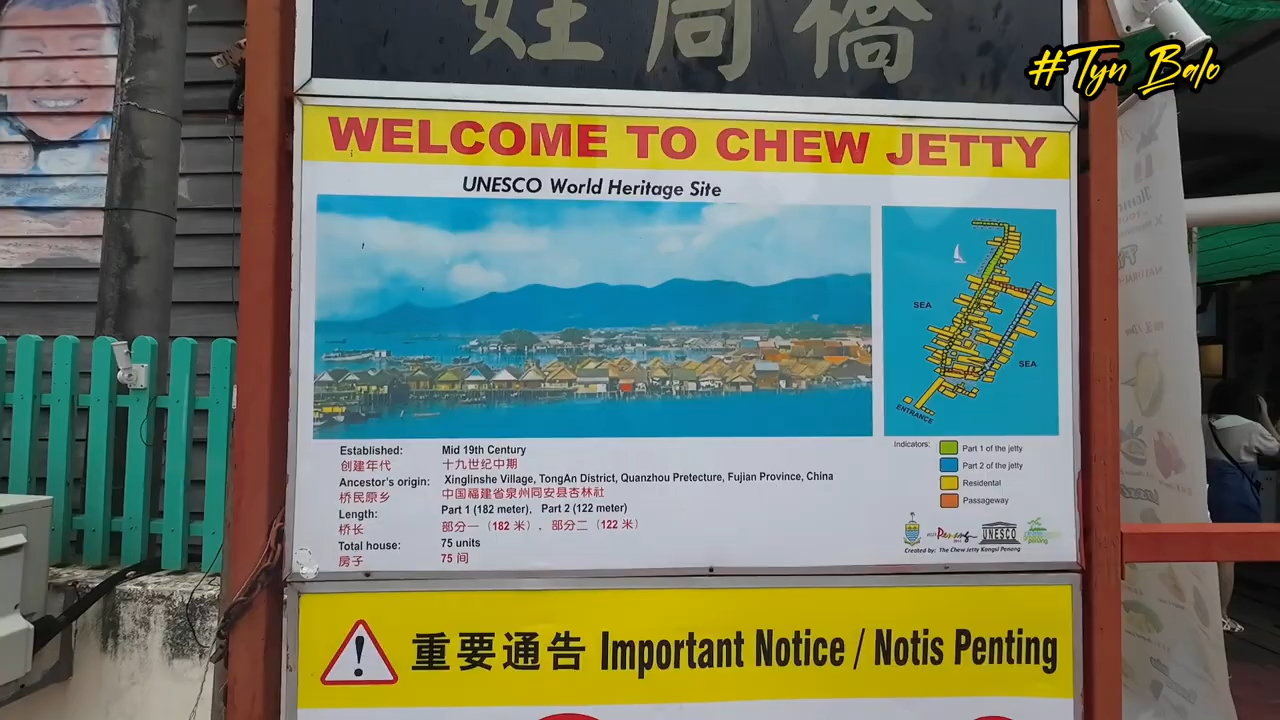 姓周橋
#Tyn Balo
WELCOME TO CHEW JETTY
UNESCO World Heritage Site
SEA
SEA
ENTRANCE
Established: Mid 19th Century
创建年代 十九世纪中期
Ancestor's origin: Xinglinshe Village, TongAn District, Quanzhou Pretecture, Fujian Province, China
桥民原乡 中国福建省泉州同安县杏林社
Length: Part 1 (182 meter), Part 2 (122 meter)
桥长 部分一（182 米）, 部分二（122 米）
Total house: 75 units
房子 75 间
Indicators: Part 1 of the jetty
Part 2 of the jetty
Residental
Passageway
Penang
UNESCO
Created by: The Chew Jetty Kongsi Penang
重要通告 Important Notice / Notis Penting